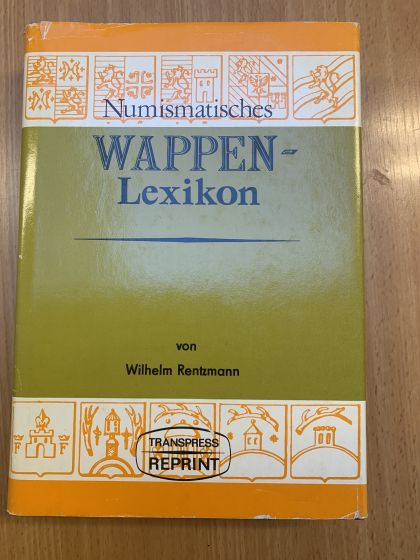 Numismatisches
WAPPEN-
Lexikon
von
Wilhelm Rentzmann
F F
TRANSPRESS
REPRINT